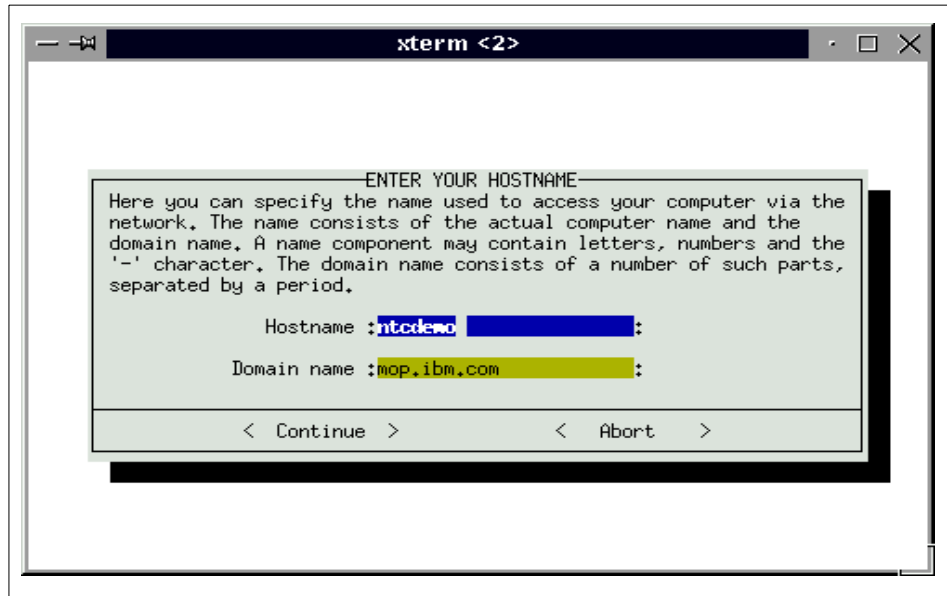 xterm <2>
ENTER YOUR HOSTNAME
Here you can specify the name used to access your computer via the
network. The name consists of the actual computer name and the
domain name. A name component may contain letters, numbers and the
'-' character. The domain name consists of a number of such parts,
separated by a period.
Hostname :ntcdemo :
Domain name :mop.ibm.com :
< Continue > < Abort >